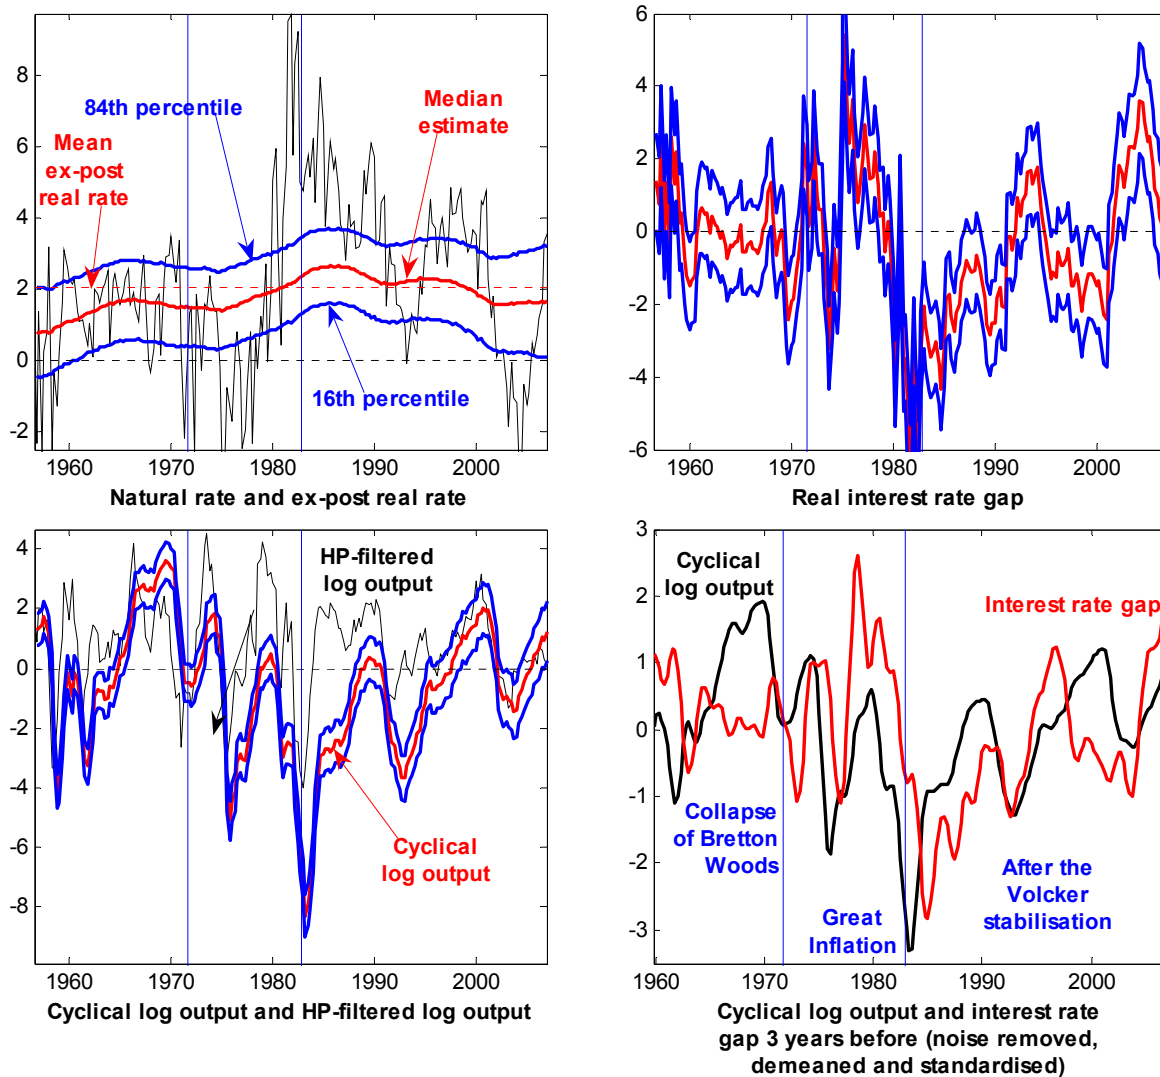 8
6
4
2
0
-2
84th percentile
Median
estimate
Mean
ex-post
real rate
16th percentile
1960 1970 1980 1990 2000
Natural rate and ex-post real rate
6
4
2
0
-2
-4
-6
1960 1970 1980 1990 2000
Real interest rate gap
4
2
0
-2
-4
-6
-8
HP-filtered
log output
Cyclical
log output
1960 1970 1980 1990 2000
Cyclical log output and HP-filtered log output
3
2
1
0
-1
-2
-3
Cyclical
log output
Interest rate gap
Collapse
of Bretton
Woods
Great
Inflation
After the
Volcker
stabilisation
1960 1970 1980 1990 2000
Cyclical log output and interest rate
gap 3 years before (noise removed,
demeaned and standardised)